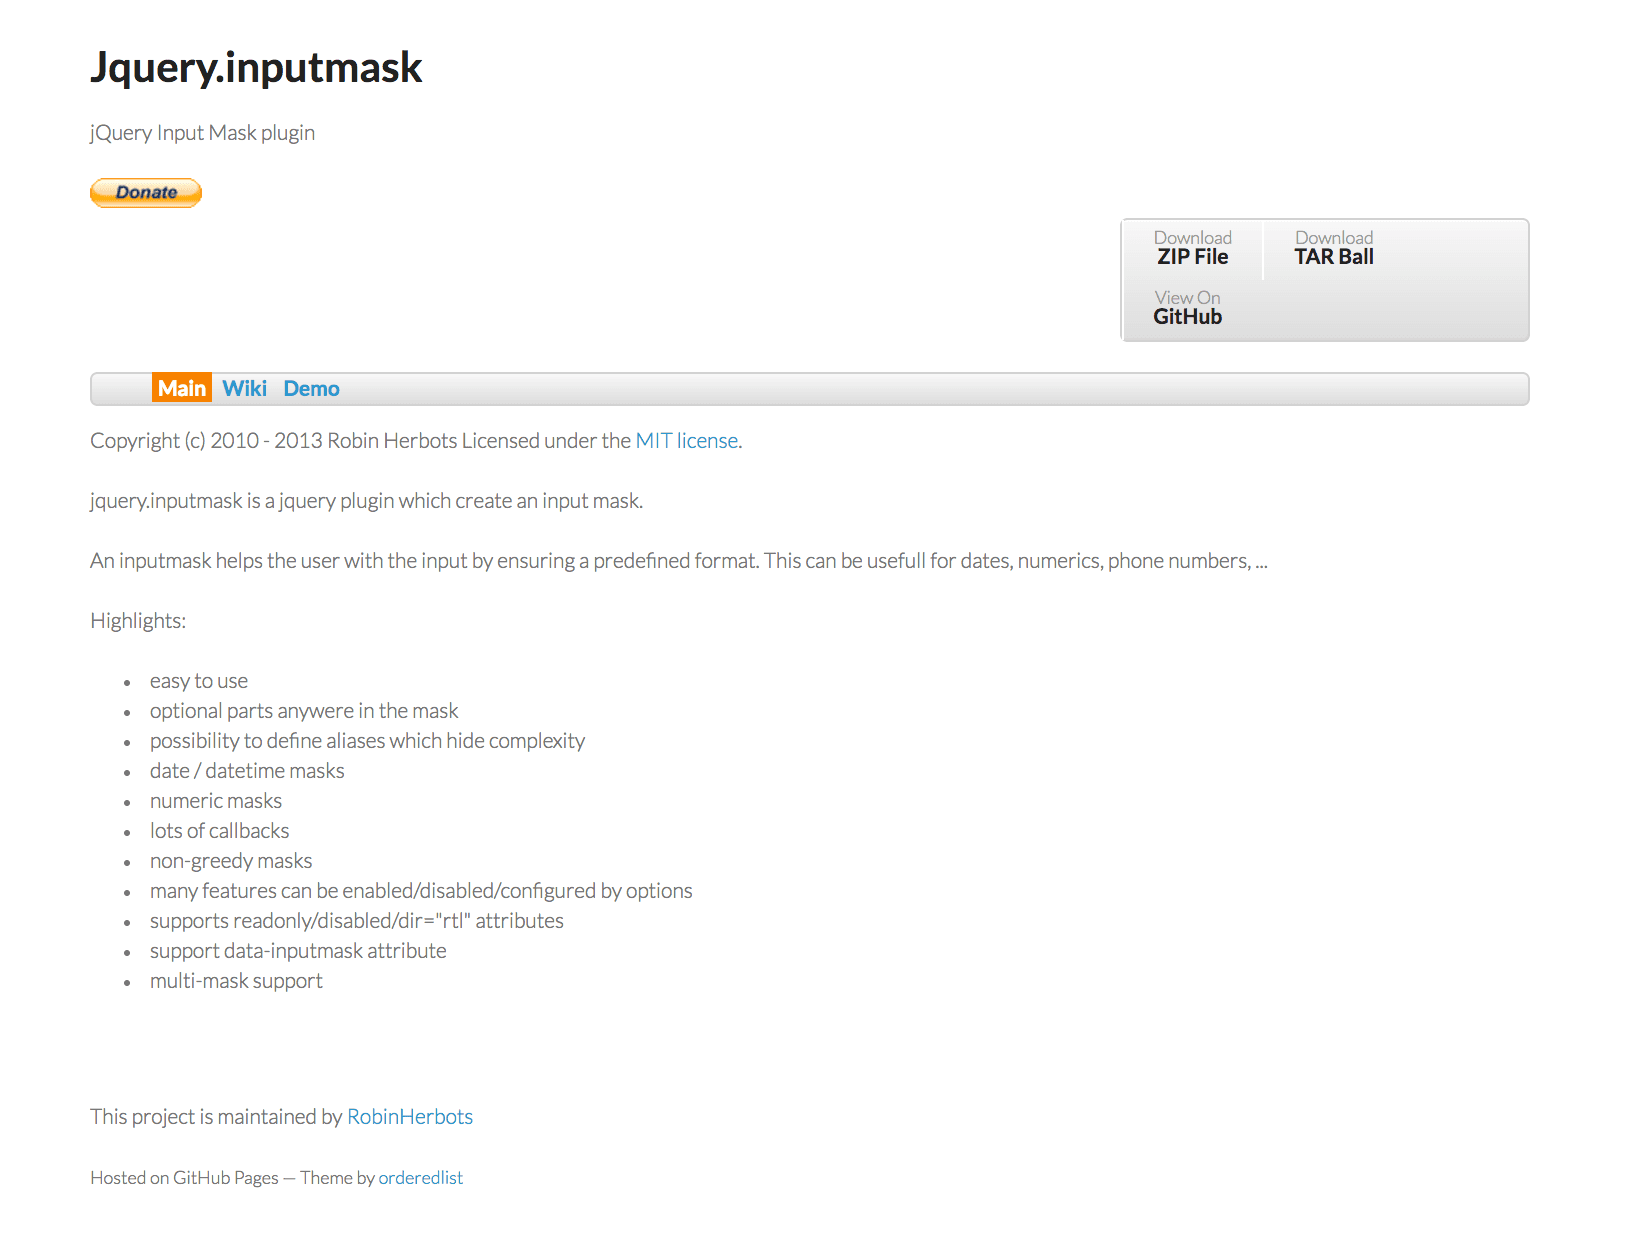 Jquery.inputmask
jQuery Input Mask plugin
Donate
Download
ZIP File
Download
TAR Ball
View On
GitHub
Main Wiki Demo
Copyright (c) 2010 - 2013 Robin Herbots Licensed under the MIT license.
jquery.inputmask is a jquery plugin which create an input mask.
An inputmask helps the user with the input by ensuring a predefined format. This can be usefull for dates, numerics, phone numbers, ...
Highlights:
• easy to use
• optional parts anywere in the mask
• possibility to define aliases which hide complexity
• date / datetime masks
• numeric masks
• lots of callbacks
• non-greedy masks
• many features can be enabled/disabled/configured by options
• supports readonly/disabled/dir="rtl" attributes
• support data-inputmask attribute
• multi-mask support
This project is maintained by RobinHerbots
Hosted on GitHub Pages — Theme by orderedlist